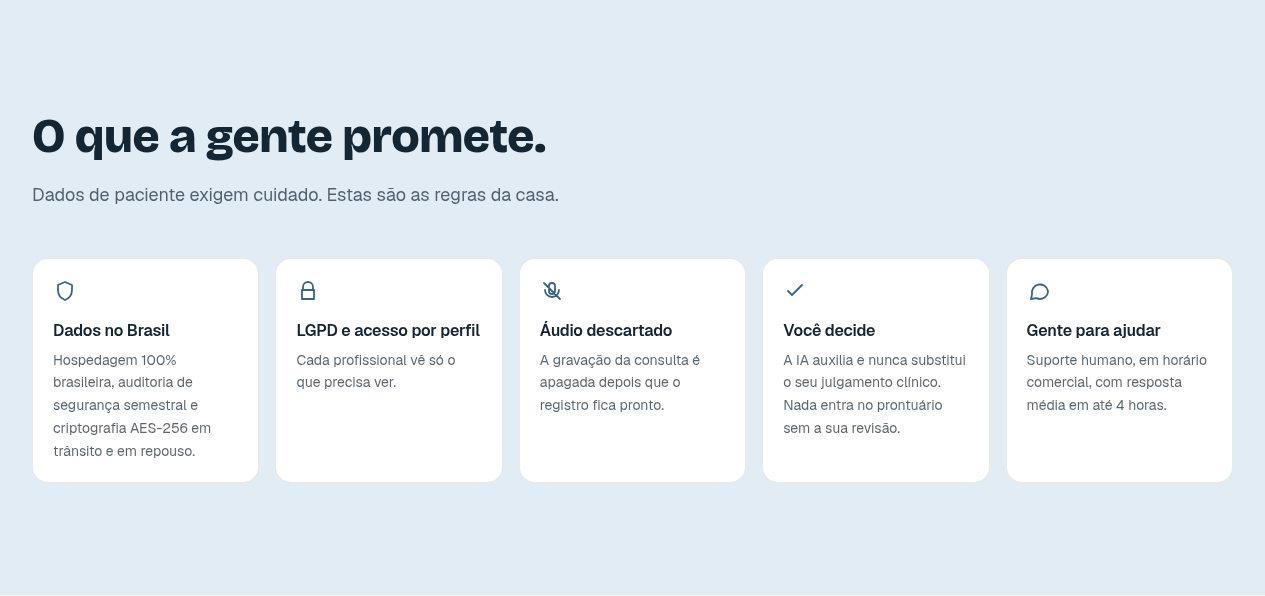 O que a gente promete.
Dados de paciente exigem cuidado. Estas são as regras da casa.
Dados no Brasil
Hospedagem 100%
brasileira, auditoria de
segurança semestral e
criptografia AES-256 em
trânsito e em repouso.
LGPD e acesso por perfil
Cada profissional vê só o
que precisa ver.
Áudio descartado
A gravação da consulta é
apagada depois que o
registro fica pronto.
Você decide
A IA auxilia e nunca substitui
o seu julgamento clínico.
Nada entra no prontuário
sem a sua revisão.
Gente para ajudar
Suporte humano, em horário
comercial, com resposta
média em até 4 horas.